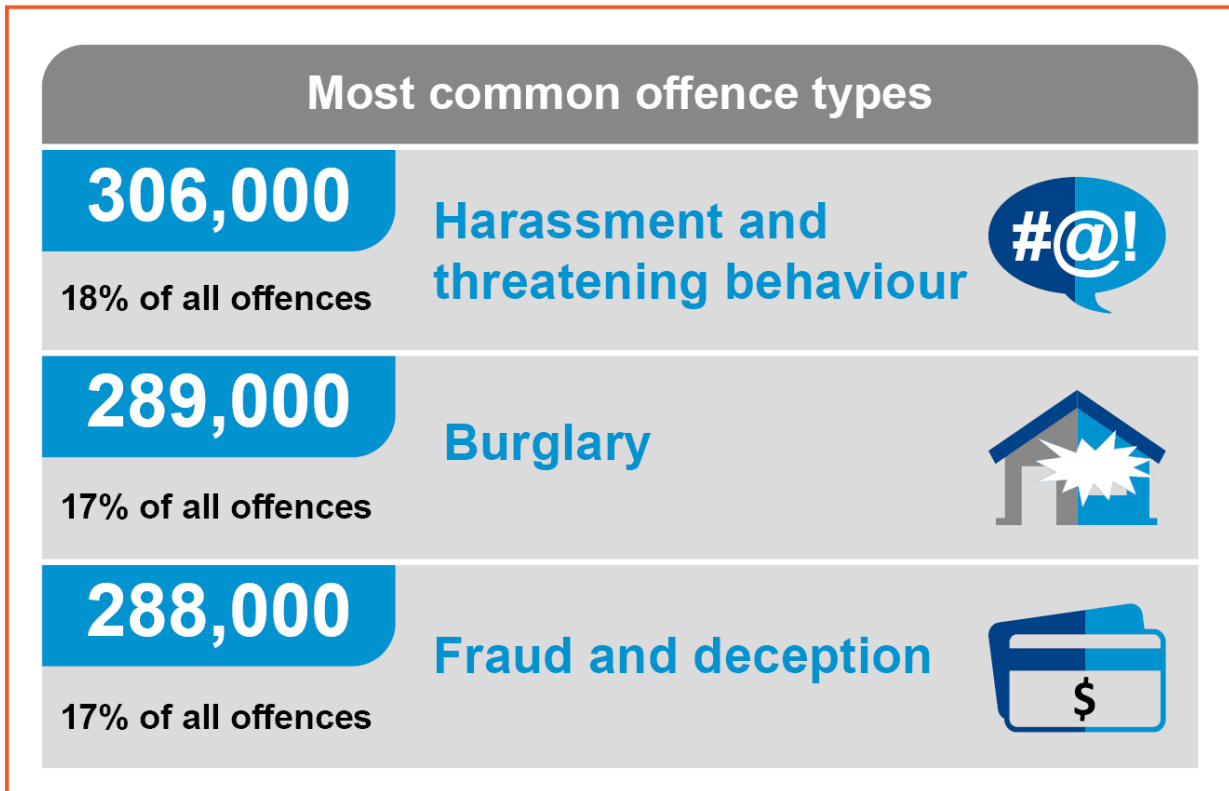 Most common offence types
306,000
18% of all offences
Harassment and
threatening behaviour
#@!
289,000
17% of all offences
Burglary
288,000
17% of all offences
Fraud and deception
$